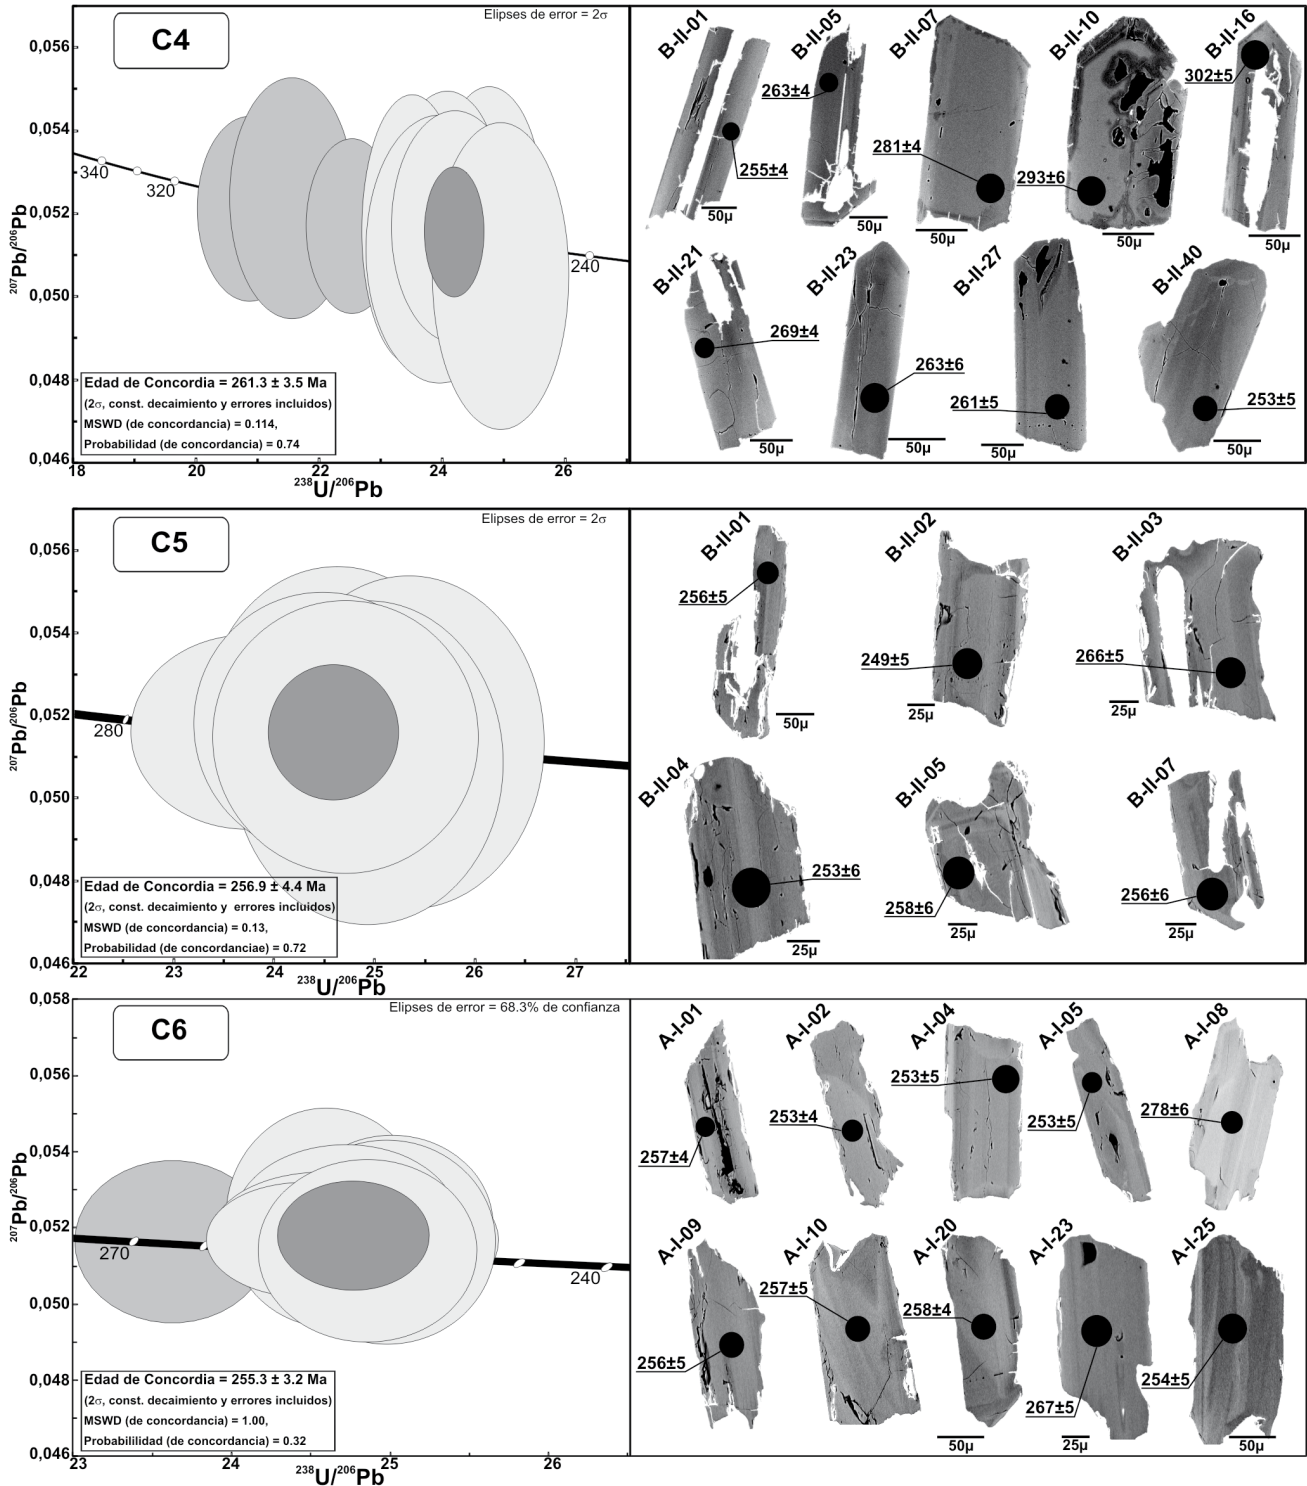 C4
Elipses de error = 2σ
0,056
0,054
0,052
0,050
0,048
0,046
207Pb/206Pb
340
320
240
Edad de Concordia = 261.3 ± 3.5 Ma
(2σ, const. decaimiento y errores incluidos)
MSWD (de concordancia) = 0.114,
Probabilidad (de concordancia) = 0.74
18 20 22 24 26
238U/206Pb
B-II-01 B-II-05 B-II-07 B-II-10 B-II-16
255±4 263±4 281±4 293±6 302±5
50µ 50µ 50µ 50µ 50µ
B-II-21 B-II-23 B-II-27 B-II-40
269±4 263±6 261±5 253±5
50µ 50µ 50µ 50µ
C5
Elipses de error = 2σ
0,056
0,054
0,052
0,050
0,048
0,046
207Pb/206Pb
280
Edad de Concordia = 256.9 ± 4.4 Ma
(2σ, const. decaimiento y errores incluidos)
MSWD (de concordancia) = 0.13,
Probabilidad (de concordanciae) = 0.72
22 23 24 25 26 27
238U/206Pb
B-II-01 B-II-02 B-II-03
256±5 249±5 266±5
50µ 25µ 25µ
B-II-04 B-II-05 B-II-07
253±6 258±6 256±6
25µ 25µ 25µ
C6
Elipses de error = 68.3% de confianza
0,058
0,056
0,054
0,052
0,050
0,048
0,046
207Pb/206Pb
270
240
Edad de Concordia = 255.3 ± 3.2 Ma
(2σ, const. decaimiento y errores incluidos)
MSWD (de concordancia) = 1.00,
Probabililidad (de concordancia) = 0.32
23 24 25 26
238U/206Pb
A-I-01 A-I-02 A-I-04 A-I-05 A-I-08
257±4 253±4 253±5 253±5 278±6
A-I-09 A-I-10 A-I-20 A-I-23 A-I-25
256±5 257±5 258±4 267±5 254±5
50µ 25µ 50µ